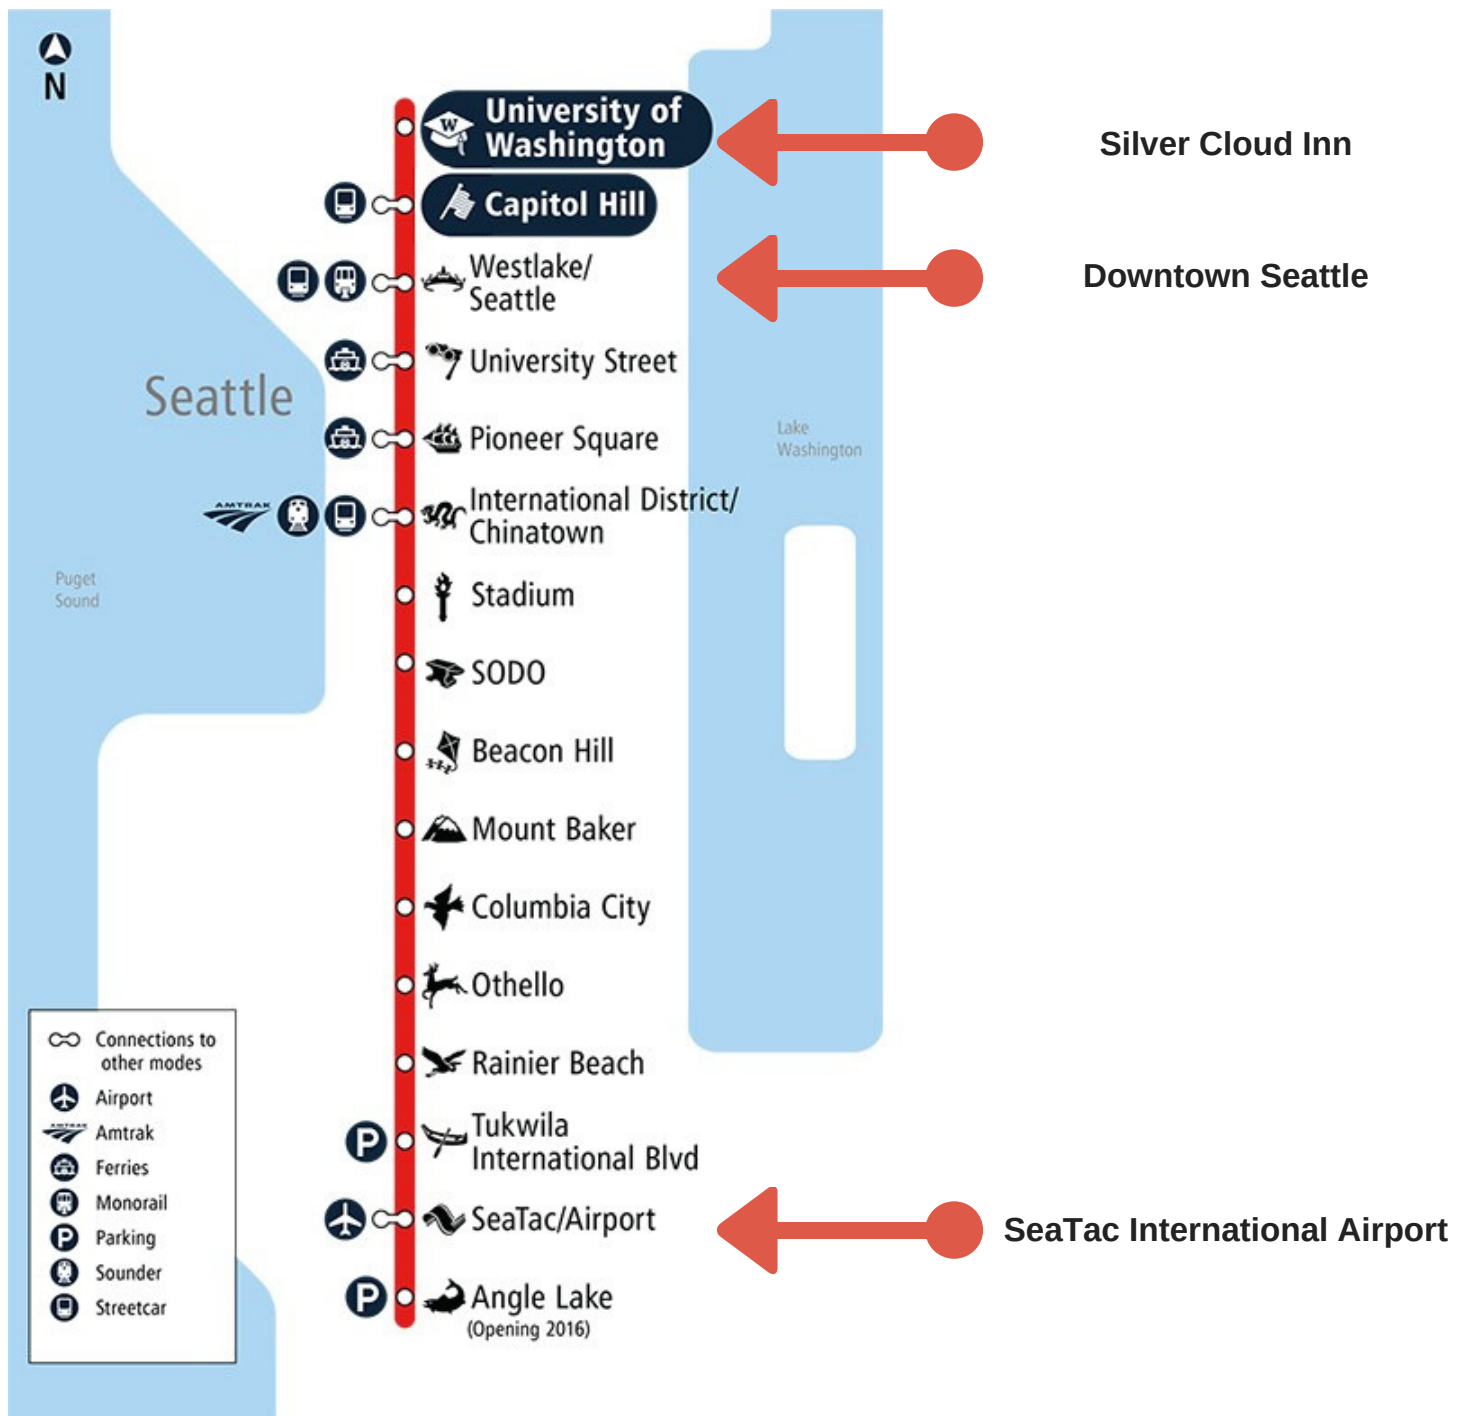 N
University of
Washington
Silver Cloud Inn
W
Capitol Hill
Westlake/
Seattle
Downtown Seattle
University Street
Seattle
Pioneer Square
Lake
Washington
AMTRAK
International District/
Chinatown
Puget
Sound
Stadium
SODO
Beacon Hill
Mount Baker
Columbia City
Othello
Rainier Beach
P
Tukwila
International Blvd
SeaTac/Airport
SeaTac International Airport
P
Angle Lake
(Opening 2016)
Connections to
other modes
Airport
AMTRAK
Amtrak
Ferries
Monorail
P
Parking
Sounder
Streetcar